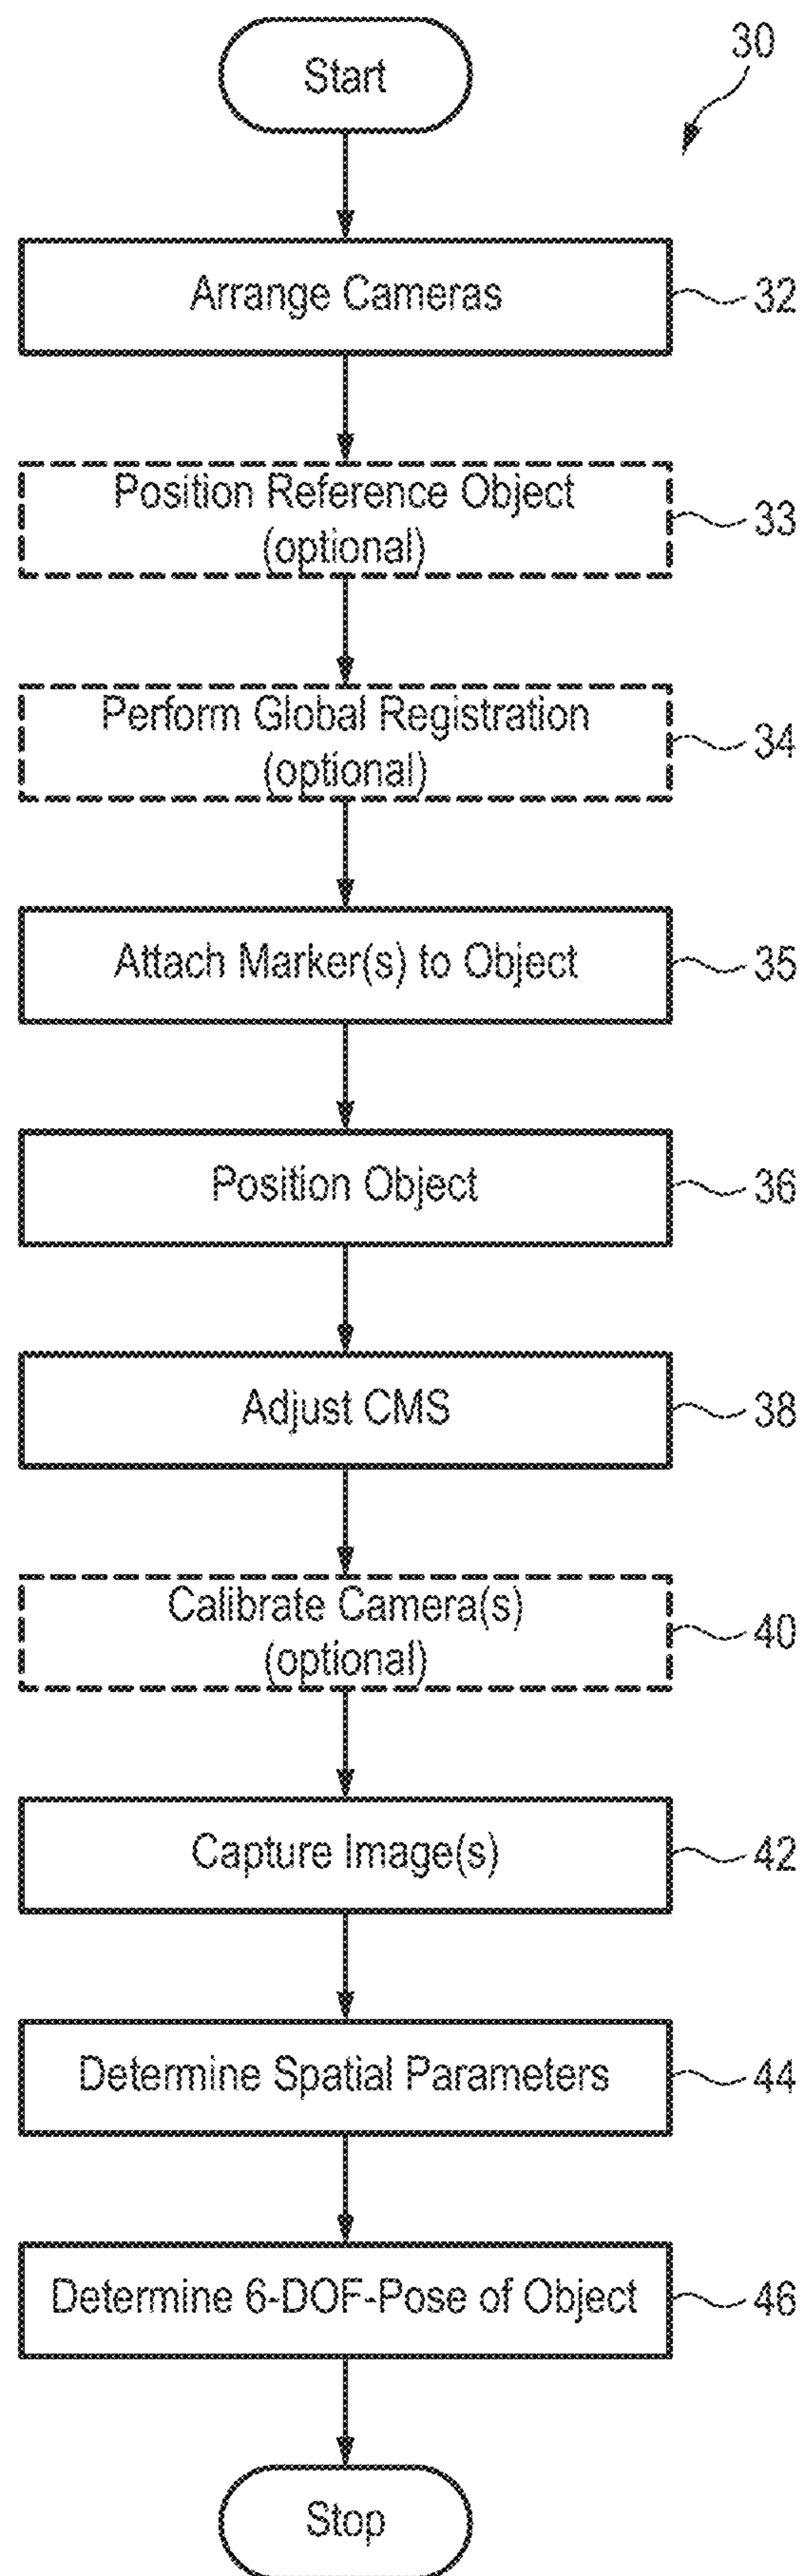 Start
30
Arrange Cameras
32
Position Reference Object
(optional)
33
Perform Global Registration
(optional)
34
Attach Marker(s) to Object
35
Position Object
36
Adjust CMS
38
Calibrate Camera(s)
(optional)
40
Capture Image(s)
42
Determine Spatial Parameters
44
Determine 6-DOF-Pose of Object
46
Stop